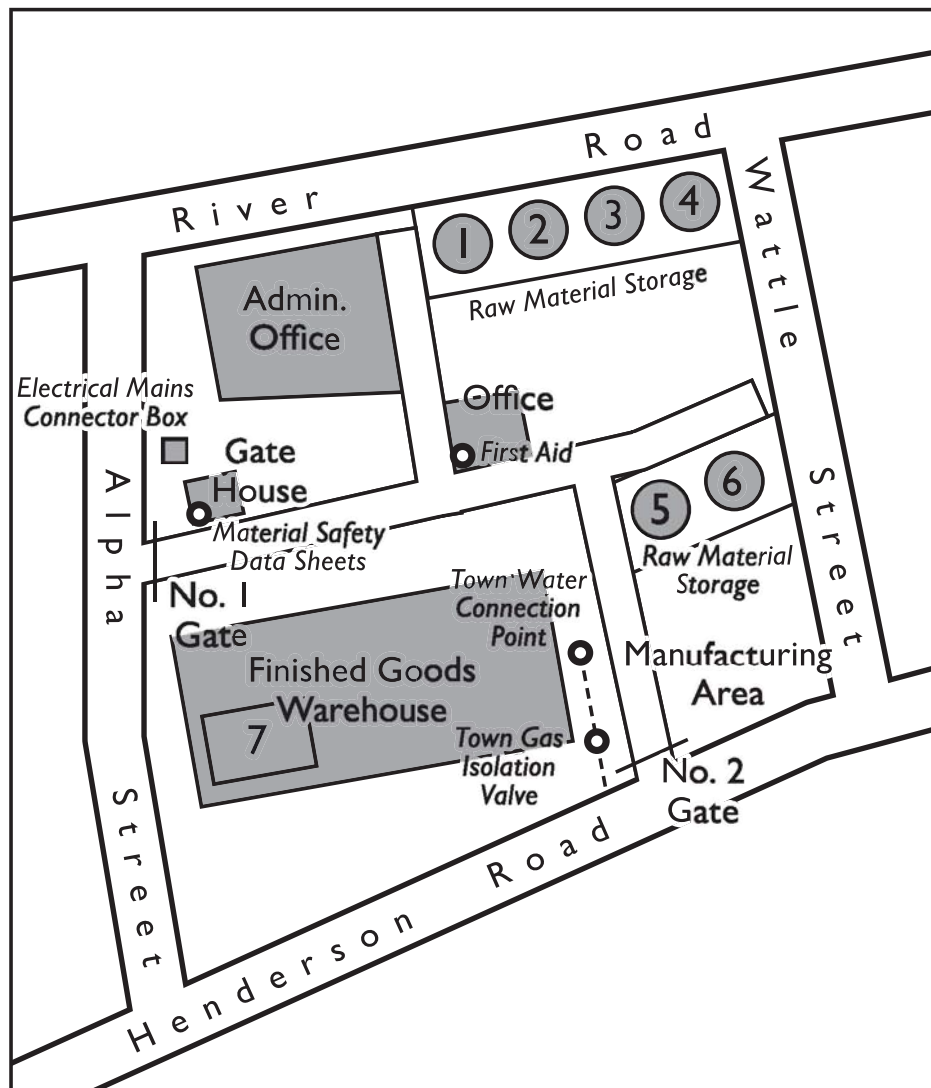 River Road
Wattle Street
1
2
3
4
Raw Material Storage
Admin.
Office
Electrical Mains
Connector Box
Office
First Aid
Gate
House
Material Safety
Data Sheets
Alpha Street
5
6
Raw Material
Storage
No. 1
Gate
Town Water
Connection
Point
Manufacturing
Area
Finished Goods
Warehouse
7
Town Gas
Isolation
Valve
No. 2
Gate
Henderson Road